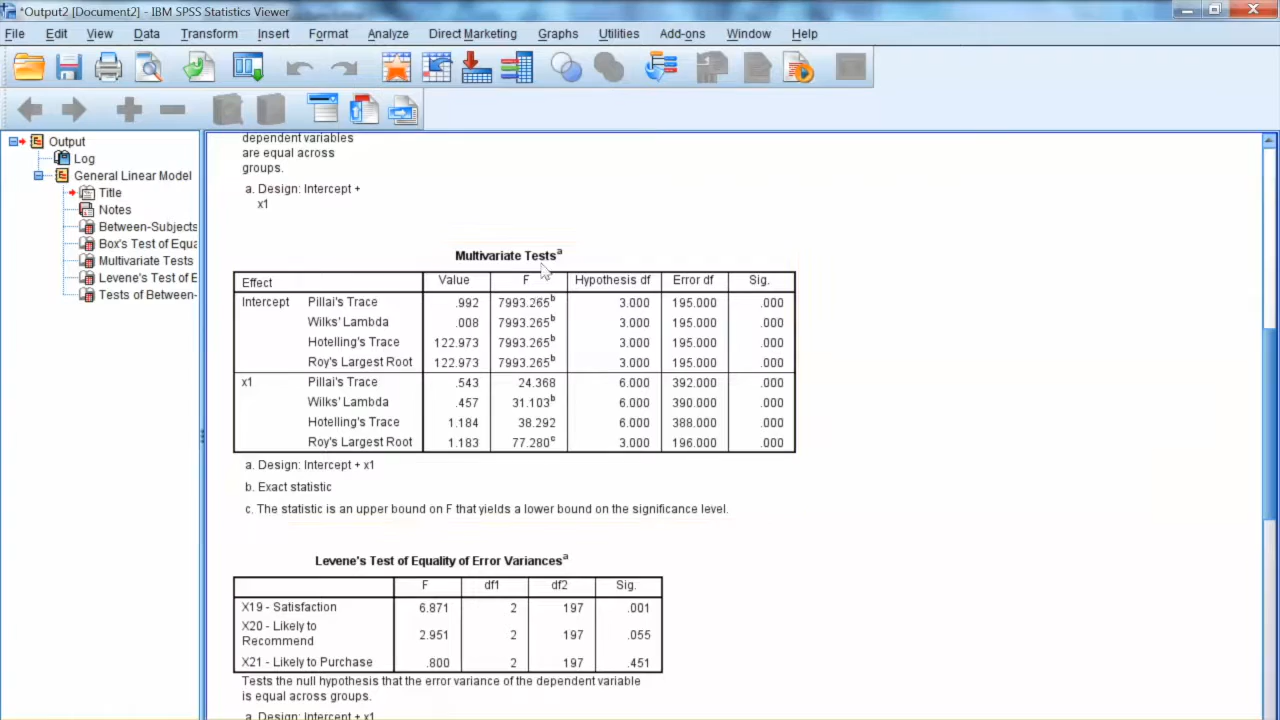 *Output2 [Document2] - IBM SPSS Statistics Viewer
File Edit View Data Transform Insert Format Analyze Direct Marketing Graphs Utilities Add-ons Window Help
Output
Log
General Linear Model
Title
Notes
Between-Subjects
Box's Test of Equa
Multivariate Tests
Levene's Test of E
Tests of Between-
dependent variables
are equal across
groups.
a. Design: Intercept +
x1
Multivariate Testsᵃ
Effect Value F Hypothesis df Error df Sig.
Intercept Pillai's Trace .992 7993.265ᵇ 3.000 195.000 .000
Wilks' Lambda .008 7993.265ᵇ 3.000 195.000 .000
Hotelling's Trace 122.973 7993.265ᵇ 3.000 195.000 .000
Roy's Largest Root 122.973 7993.265ᵇ 3.000 195.000 .000
x1 Pillai's Trace .543 24.368 6.000 392.000 .000
Wilks' Lambda .457 31.103ᵇ 6.000 390.000 .000
Hotelling's Trace 1.184 38.292 6.000 388.000 .000
Roy's Largest Root 1.183 77.280ᶜ 3.000 196.000 .000
a. Design: Intercept + x1
b. Exact statistic
c. The statistic is an upper bound on F that yields a lower bound on the significance level.
Levene's Test of Equality of Error Variancesᵃ
F df1 df2 Sig.
X19 - Satisfaction 6.871 2 197 .001
X20 - Likely to
Recommend 2.951 2 197 .055
X21 - Likely to Purchase .800 2 197 .451
Tests the null hypothesis that the error variance of the dependent variable
is equal across groups.
a. Design: Intercept + x1